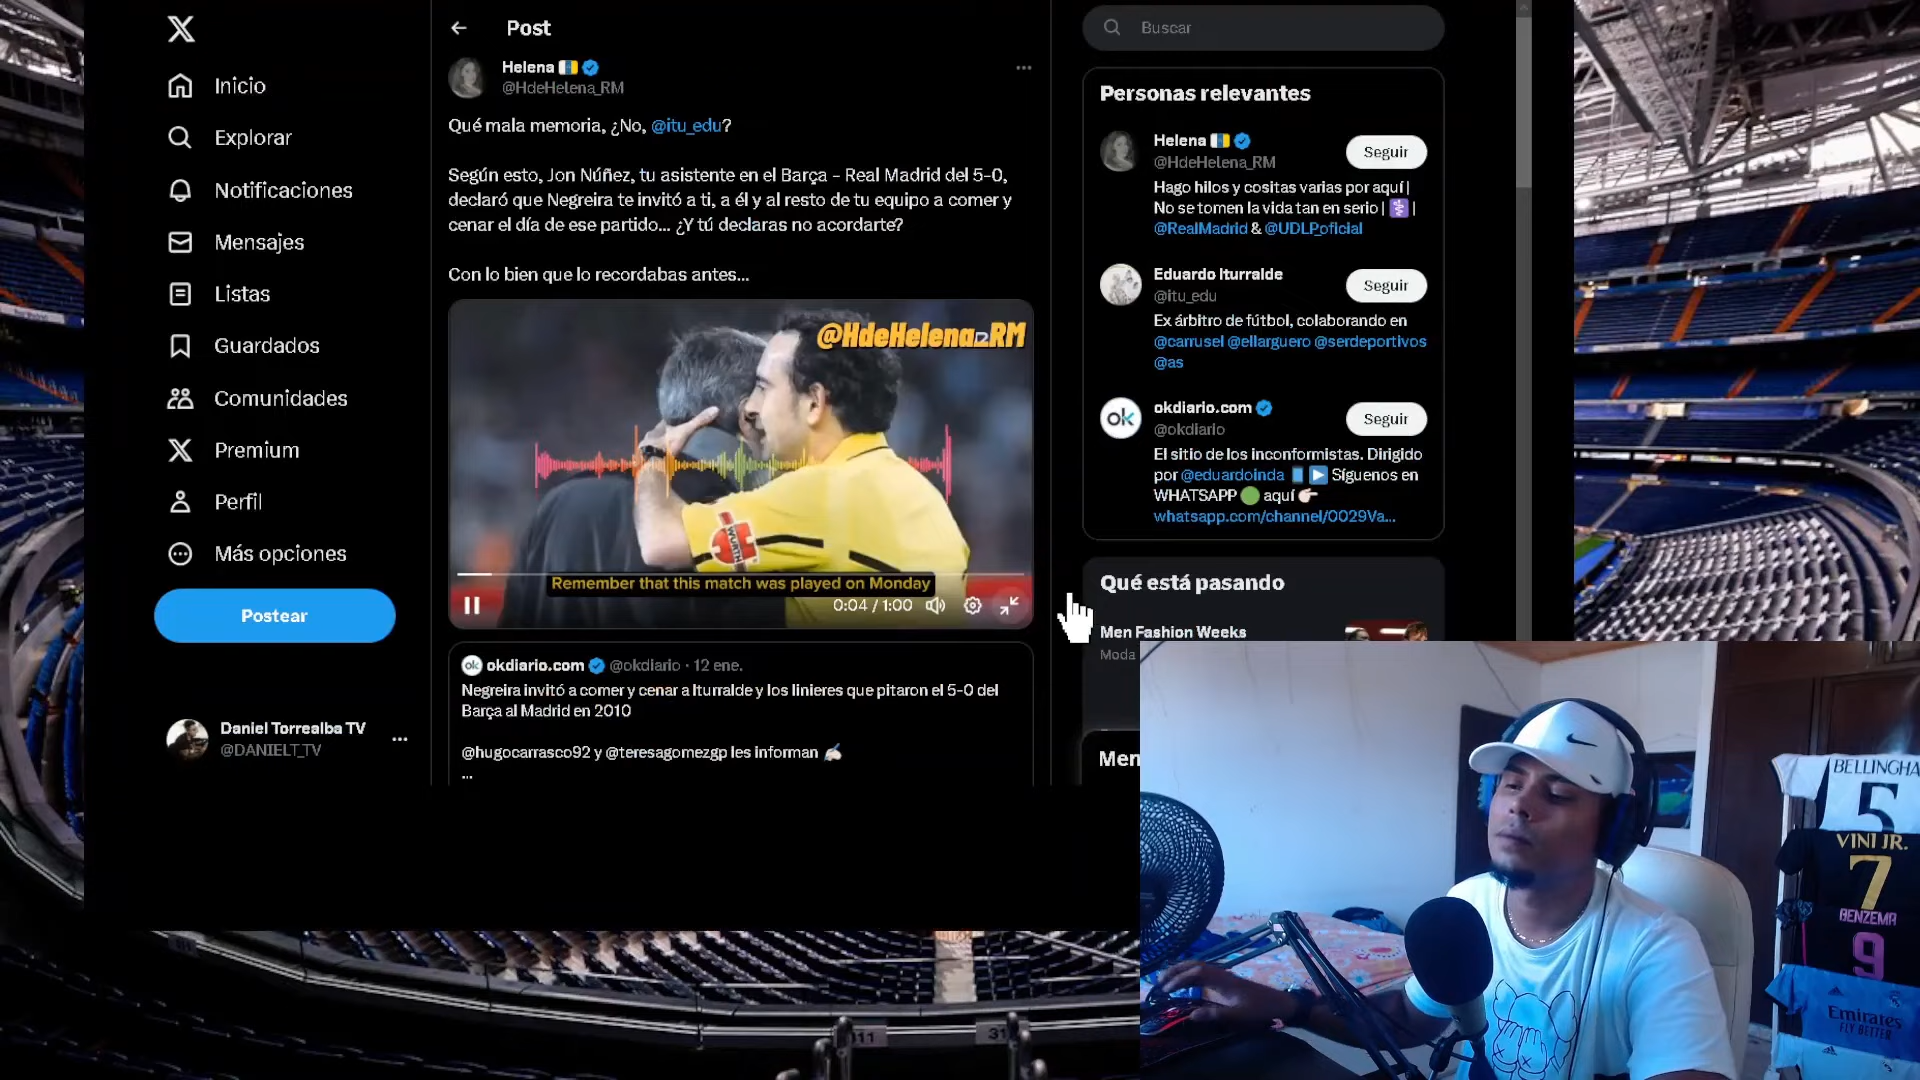 Inicio
Explorar
Notificaciones
Mensajes
Listas
Guardados
Comunidades
Premium
Perfil
Más opciones
Postear
Daniel Torrealba TV
@DANIELT_TV
Post
Helena
@HdeHelena_RM
Qué mala memoria, ¿No, @itu_edu?
Según esto, Jon Núñez, tu asistente en el Barça - Real Madrid del 5-0,
declaró que Negreira te invitó a ti, a él y al resto de tu equipo a comer y
cenar el día de ese partido... ¿Y tú declaras no acordarte?
Con lo bien que lo recordabas antes...
@HdeHelena_RM
WÜRTH
Remember that this match was played on Monday
0:04 / 1:00
ok okdiario.com @okdiario · 12 ene.
Negreira invitó a comer y cenar a Iturralde y los linieres que pitaron el 5-0 del
Barça al Madrid en 2010
@hugocarrasco92 y @teresagomezgp les informan
...
Buscar
Personas relevantes
Helena
@HdeHelena_RM
Seguir
Hago hilos y cositas varias por aquí|
No se tomen la vida tan en serio| |
@RealMadrid & @UDLP_oficial
Eduardo Iturralde
@itu_edu
Seguir
Ex árbitro de fútbol, colaborando en
@carrusel @ellarguero @serdeportivos
@as
ok
okdiario.com
@okdiario
Seguir
El sitio de los inconformistas. Dirigido
por @eduardoinda Síguenos en
WHATSAPP aquí
whatsapp.com/channel/0029Va...
Qué está pasando
Men Fashion Weeks
Moda
Men
BELLINGHA
5
VINI JR.
7
BENZEMA
9
Emirates
FLY BETTER
311
31